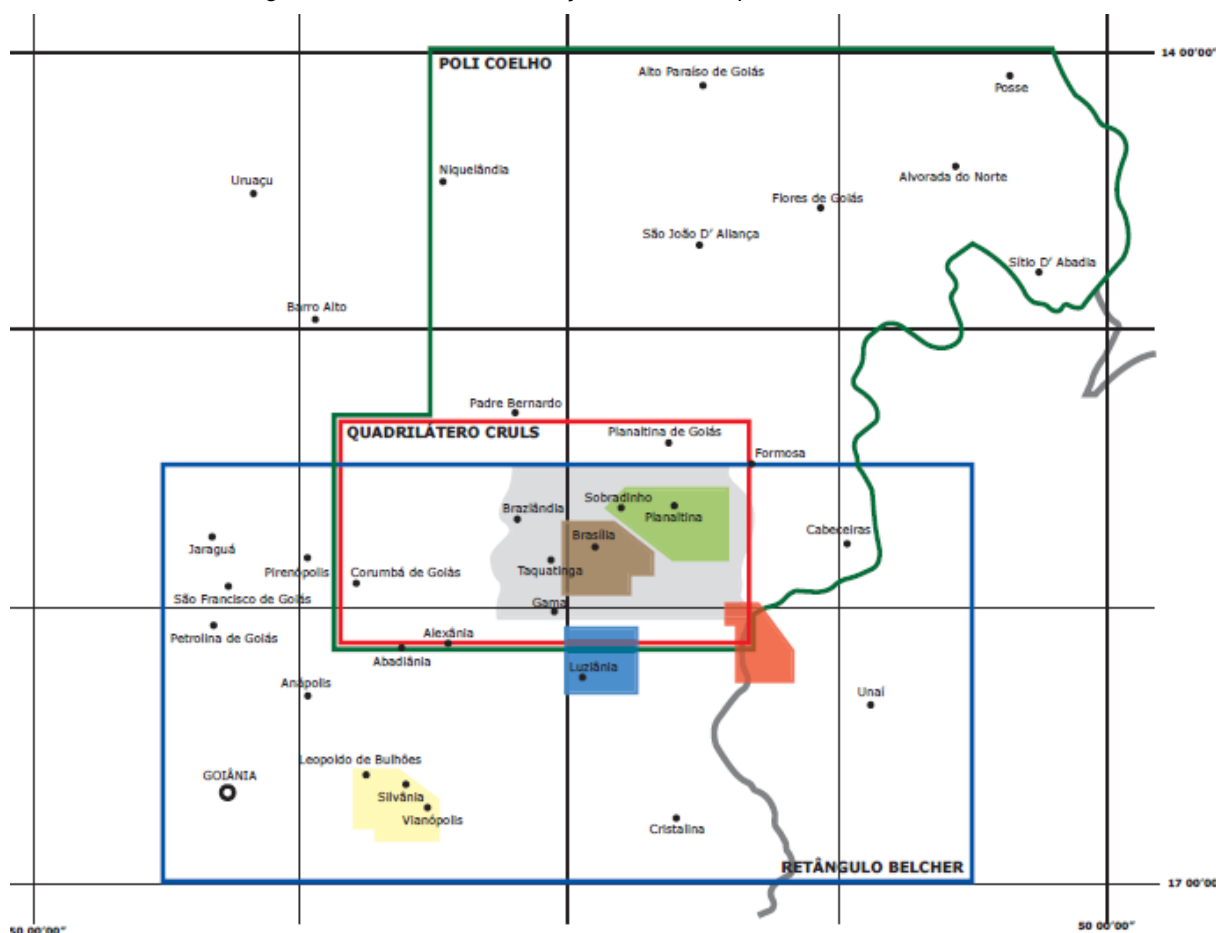 14 00'00"
POLI COELHO
Alto Paraíso de Goiás
Posse
Niquelândia
Uruaçu
Alvorada do Norte
Flores de Goiás
São João D' Aliança
Sítio D' Abadia
Barro Alto
Padre Bernardo
QUADRILÁTERO CRULS
Planaltina de Goiás
Formosa
Brazlândia
Sobradinho
Planaltina
Brasília
Cabeceiras
Jaraguá
Pirenópolis
Corumbá de Goiás
Taquatinga
São Francisco de Goiás
Gama
Petrolina de Goiás
Alexânia
Abadiânia
Luziânia
Anápolis
Unaí
Leopoldo de Bulhões
GOIÂNIA
Silvânia
Vianópolis
Cristalina
RETÂNGULO BELCHER
17 00'00"
50 00'00"
50 00'00"